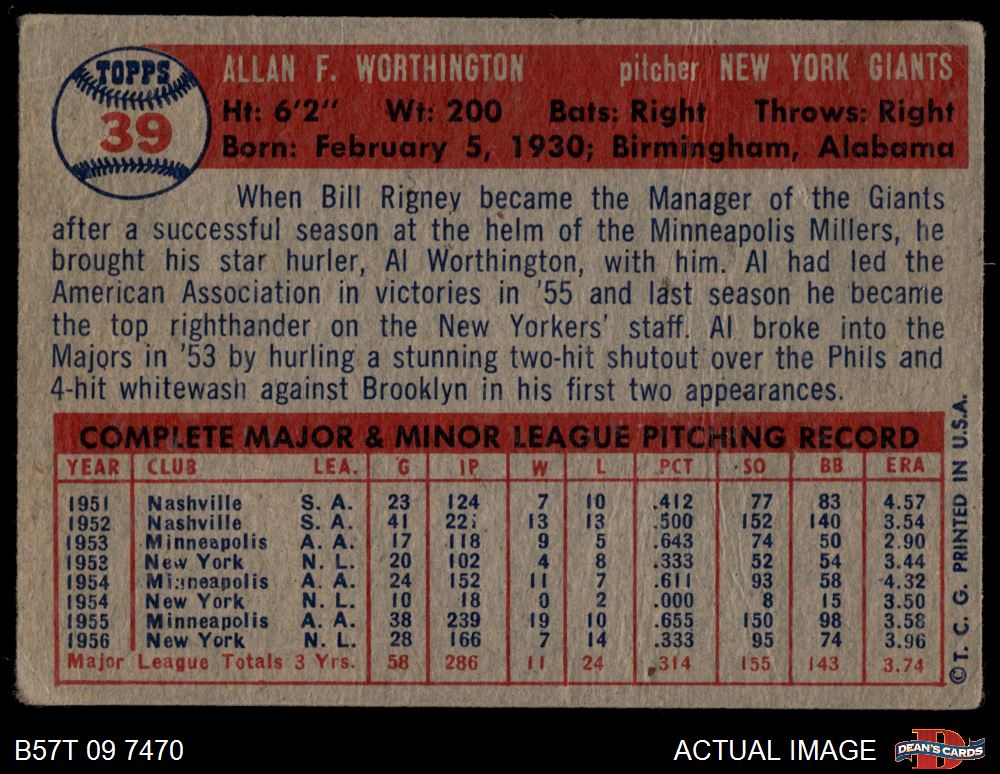 TOPPS
39
ALLAN F. WORTHINGTON pitcher NEW YORK GIANTS
Ht: 6'2" Wt: 200 Bats: Right Throws: Right
Born: February 5, 1930; Birmingham, Alabama
When Bill Rigney became the Manager of the Giants
after a successful season at the helm of the Minneapolis Millers, he
brought his star hurler, Al Worthington, with him. Al had led the
American Association in victories in '55 and last season he became
the top righthander on the New Yorkers' staff. Al broke into the
Majors in '53 by hurling a stunning two-hit shutout over the Phils and
4-hit whitewash against Brooklyn in his first two appearances.
COMPLETE MAJOR & MINOR LEAGUE PITCHING RECORD
YEAR CLUB LEA. G IP W L PCT SO BB ERA
1951 Nashville S. A. 23 124 7 10 .412 77 83 4.57
1952 Nashville S. A. 41 13 13 .500 152 140 3.54
1953 Minneapolis A. A. 17 118 9 5 .643 74 50 2.90
1953 New York N. L. 20 102 4 8 .333 52 54 3.44
1954 Minneapolis A. A. 24 152 11 7 .611 93 58 4.32
1954 New York N. L. 10 18 0 2 .000 8 15 3.50
1955 Minneapolis A. A. 38 239 19 10 .655 150 98 3.58
1956 New York N. L. 28 166 7 14 .333 95 74 3.96
Major League Totals 3 Yrs. 58 286 11 24 .314 155 143 3.74
© T. C. G. PRINTED IN U.S.A.
B57T 09 7470
ACTUAL IMAGE
DEAN'S CARDS